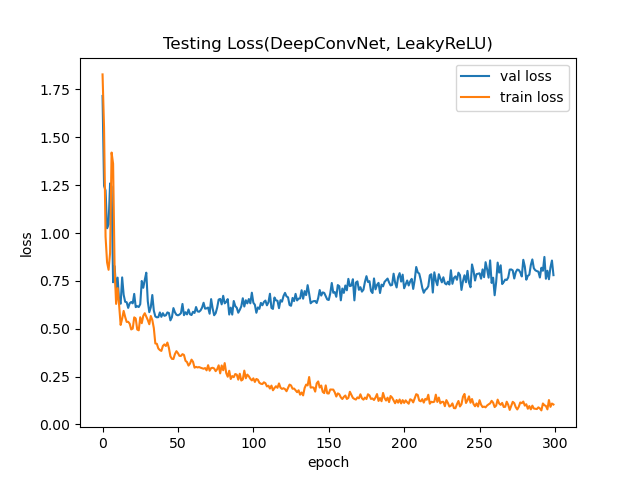 Testing Loss(DeepConvNet, LeakyReLU)
val loss
train loss
loss
1.75
1.50
1.25
1.00
0.75
0.50
0.25
0.00
0 50 100 150 200 250 300
epoch